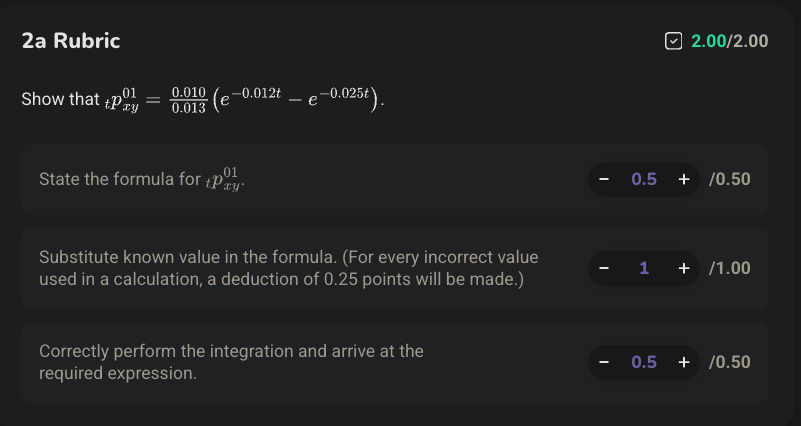 2a Rubric 2.00/2.00
Show that $_tp^{01}_{xy} = \frac{0.010}{0.013}\left(e^{-0.012t} - e^{-0.025t}\right)$.
State the formula for $_tp^{01}_{xy}$. − 0.5 + /0.50
Substitute known value in the formula. (For every incorrect value
used in a calculation, a deduction of 0.25 points will be made.) − 1 + /1.00
Correctly perform the integration and arrive at the
required expression. − 0.5 + /0.50